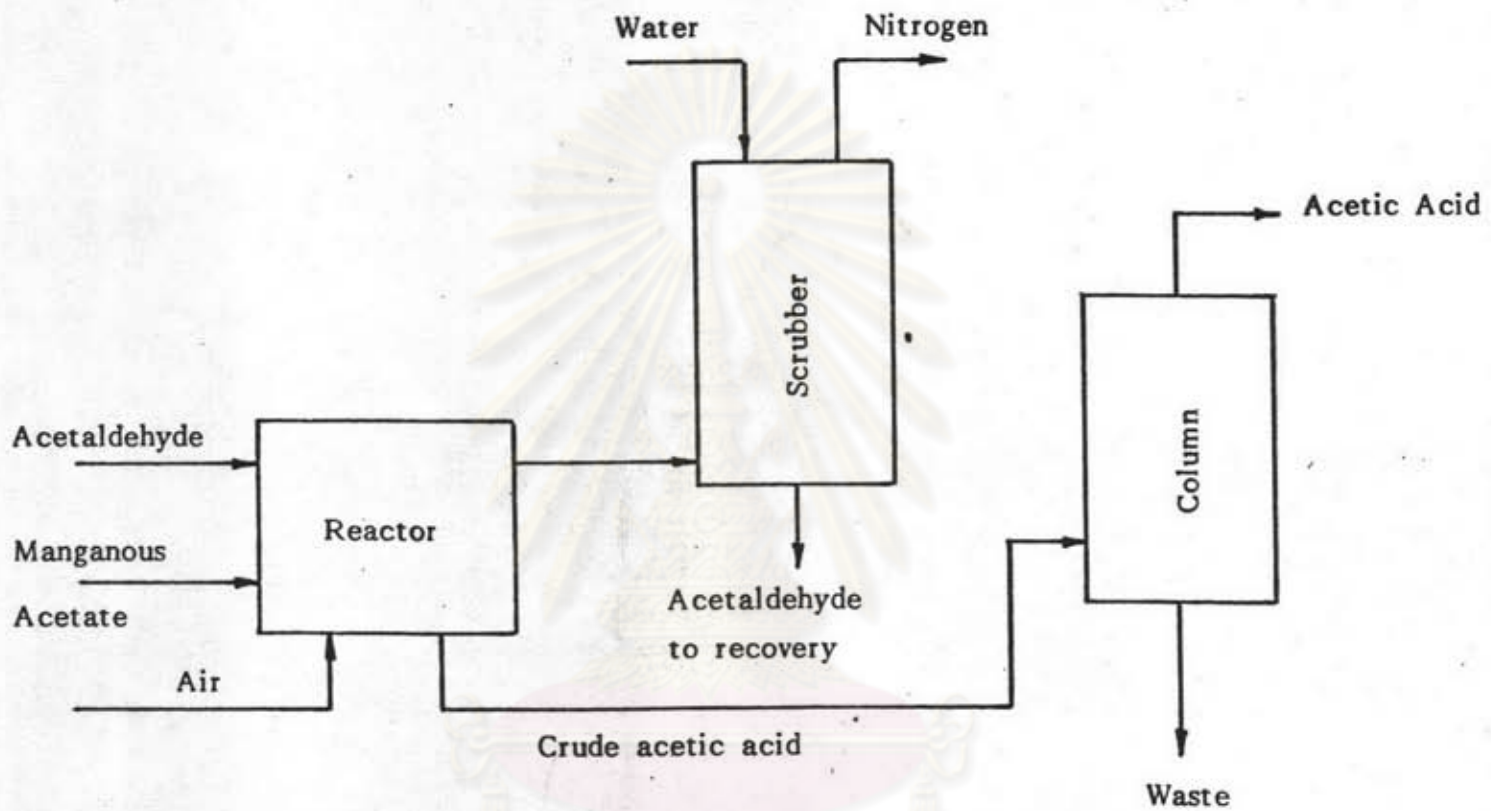 Water
Nitrogen
Acetic Acid
Scrubber
Column
Acetaldehyde
Reactor
Manganous
Acetate
Acetaldehyde
to recovery
Air
Crude acetic acid
Waste